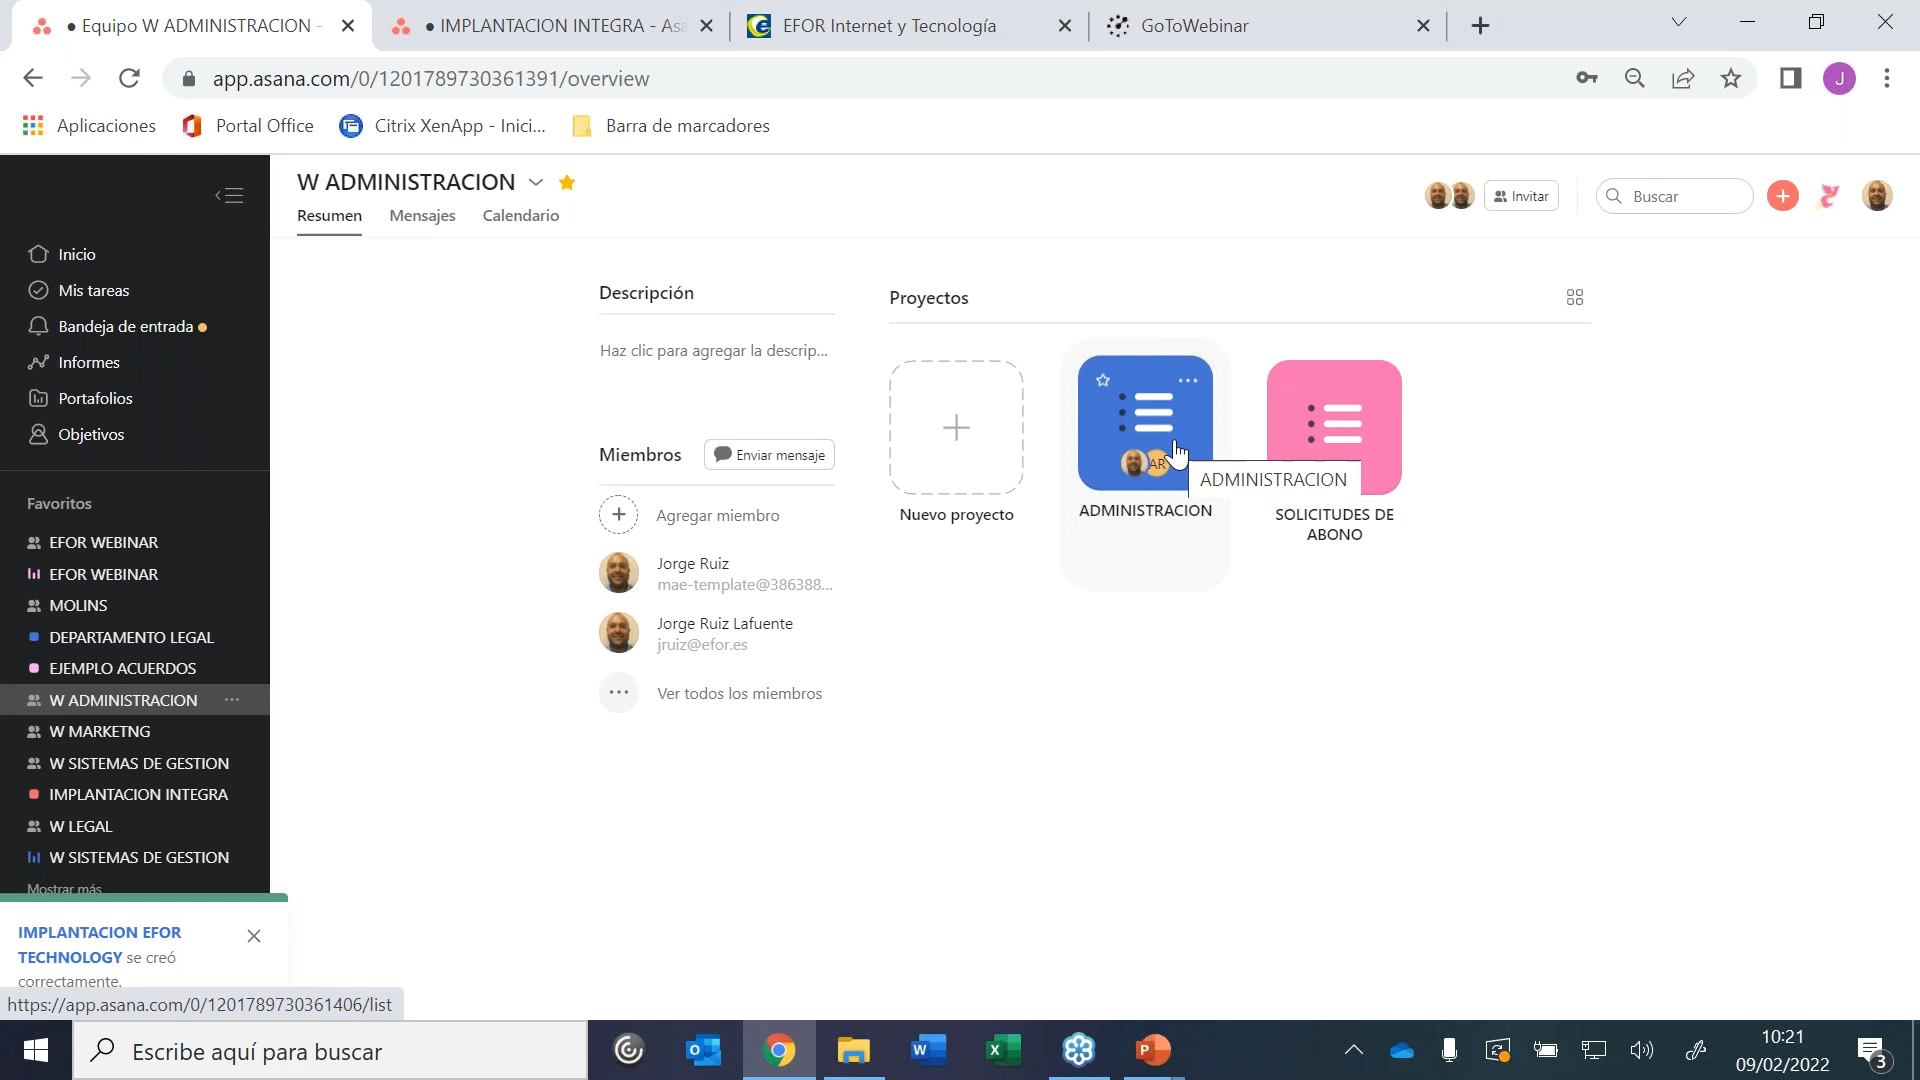 ● Equipo W ADMINISTRACION -
● IMPLANTACION INTEGRA - Asa
EFOR Internet y Tecnología
GoToWebinar
app.asana.com/0/1201789730361391/overview
J
Aplicaciones
Portal Office
Citrix XenApp - Inici...
Barra de marcadores
W ADMINISTRACION
Resumen
Mensajes
Calendario
Invitar
Buscar
Inicio
Mis tareas
Bandeja de entrada
Informes
Portafolios
Objetivos
Favoritos
EFOR WEBINAR
EFOR WEBINAR
MOLINS
DEPARTAMENTO LEGAL
EJEMPLO ACUERDOS
W ADMINISTRACION
W MARKETNG
W SISTEMAS DE GESTION
IMPLANTACION INTEGRA
W LEGAL
W SISTEMAS DE GESTION
Mostrar más
Descripción
Haz clic para agregar la descrip...
Miembros
Enviar mensaje
Agregar miembro
Jorge Ruiz
mae-template@386388...
Jorge Ruiz Lafuente
jruiz@efor.es
Ver todos los miembros
Proyectos
Nuevo proyecto
AR
ADMINISTRACION
ADMINISTRACION
SOLICITUDES DE
ABONO
IMPLANTACION EFOR
TECHNOLOGY se creó
correctamente.
https://app.asana.com/0/1201789730361406/list
Escribe aquí para buscar
10:21
09/02/2022
3